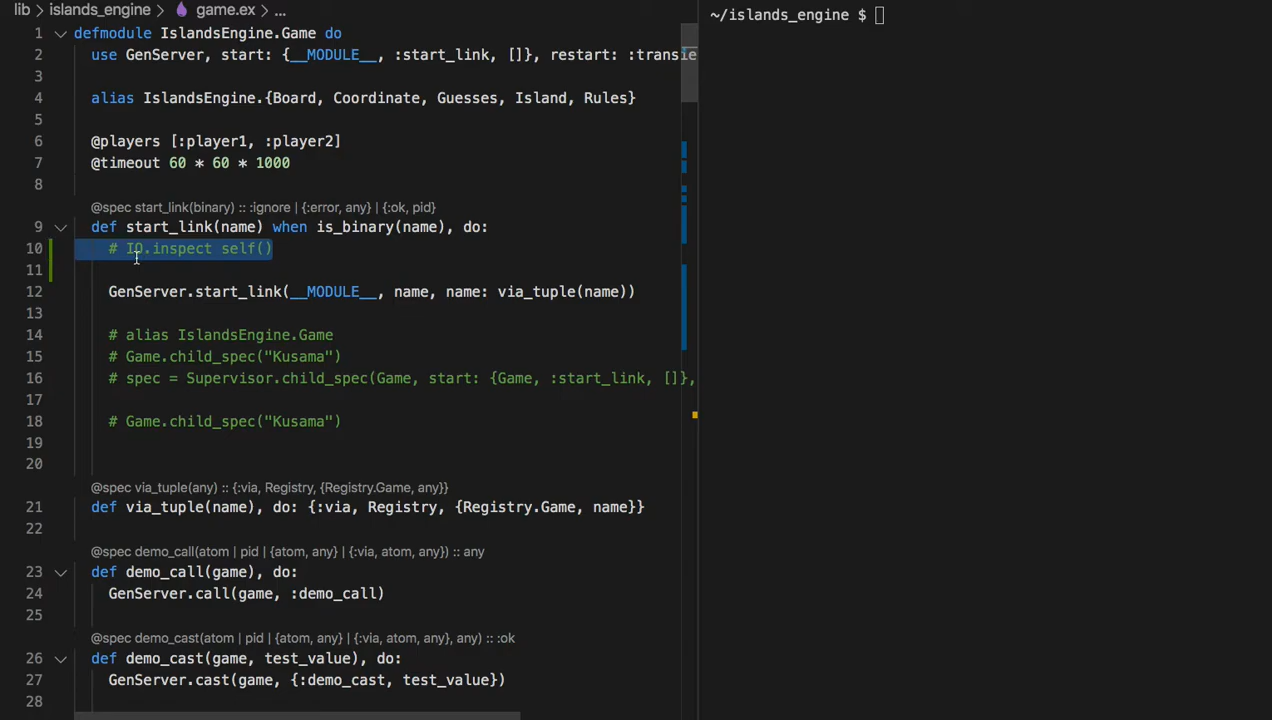 lib > islands_engine > game.ex > ...
1 defmodule IslandsEngine.Game do
2 use GenServer, start: {__MODULE__, :start_link, []}, restart: :transie
3
4 alias IslandsEngine.{Board, Coordinate, Guesses, Island, Rules}
5
6 @players [:player1, :player2]
7 @timeout 60 * 60 * 1000
8
@spec start_link(binary) :: :ignore | {:error, any} | {:ok, pid}
9 def start_link(name) when is_binary(name), do:
10 # IO.inspect self()
11
12 GenServer.start_link(__MODULE__, name, name: via_tuple(name))
13
14 # alias IslandsEngine.Game
15 # Game.child_spec("Kusama")
16 # spec = Supervisor.child_spec(Game, start: {Game, :start_link, []},
17
18 # Game.child_spec("Kusama")
19
20
@spec via_tuple(any) :: {:via, Registry, {Registry.Game, any}}
21 def via_tuple(name), do: {:via, Registry, {Registry.Game, name}}
22
@spec demo_call(atom | pid | {atom, any} | {:via, atom, any}) :: any
23 def demo_call(game), do:
24 GenServer.call(game, :demo_call)
25
@spec demo_cast(atom | pid | {atom, any} | {:via, atom, any}, any) :: :ok
26 def demo_cast(game, test_value), do:
27 GenServer.cast(game, {:demo_cast, test_value})
28
~/islands_engine $